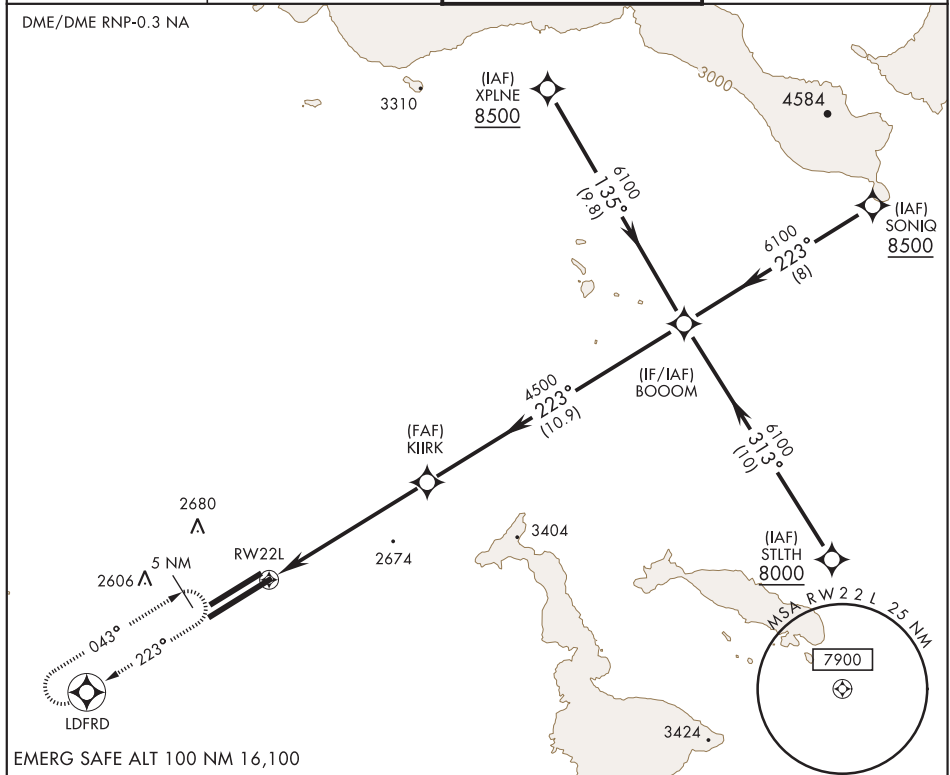 DME/DME RNP-0.3 NA
3310
(IAF)
XPLNE
8500
3000
4584
6100
135°
(9.8)
(IAF)
SONIQ
8500
6100
223°
(8)
(IF/IAF)
BOOOM
4500
223°
(10.9)
6100
313°
(10)
(FAF)
KIIRK
2680
RW22L
2674
3404
5 NM
2606
(IAF)
STLTH
8000
043°
223°
MSA RW22L 25 NM
7900
LDFRD
3424
EMERG SAFE ALT 100 NM 16,100